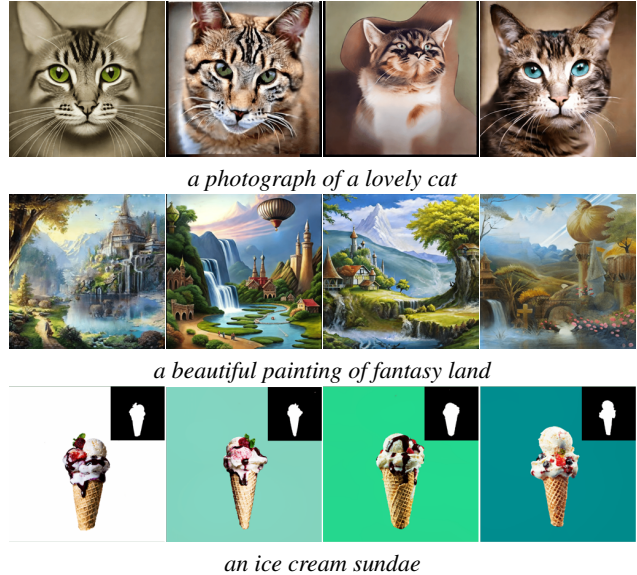 a photograph of a lovely cat
a beautiful painting of fantasy land
an ice cream sundae